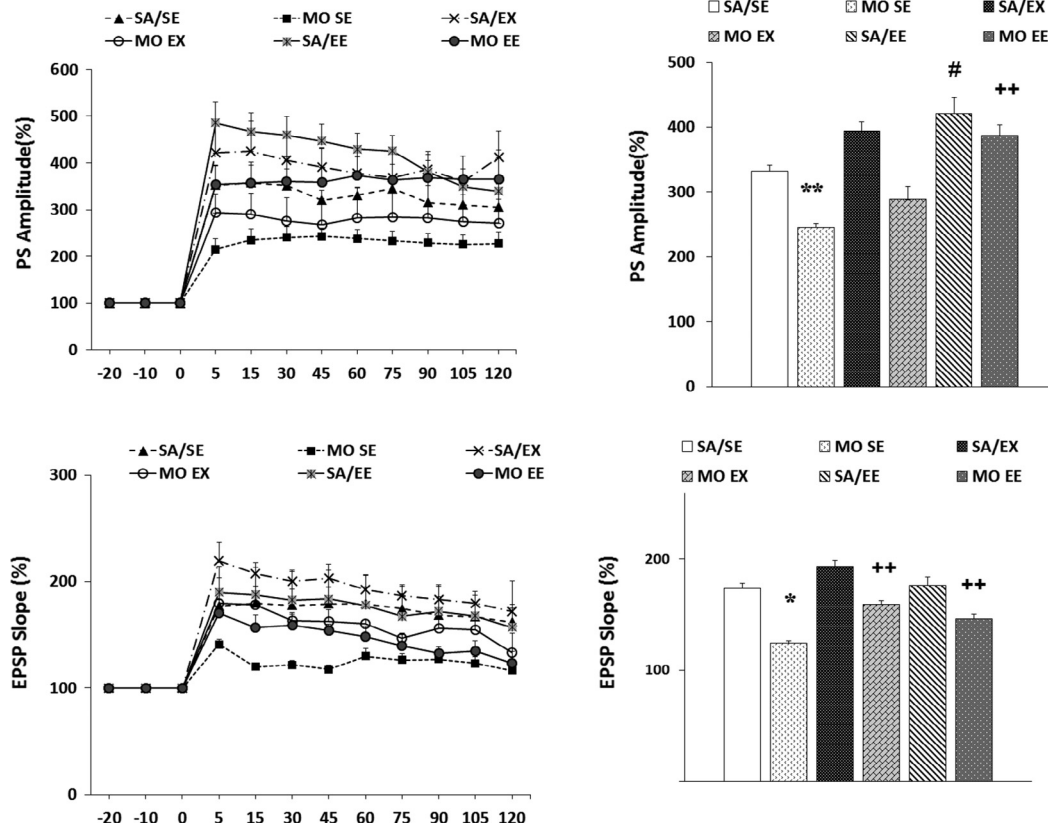 SA/SE MO SE SA/EX
MO EX SA/EE MO EE
PS Amplitude(%)
600
500
400
300
200
100
0
-20 -10 0 5 15 30 45 60 75 90 105 120
SA/SE MO SE SA/EX
MO EX SA/EE MO EE
PS Amplitude(%)
500
400
300
200
100
0
**
#
++
SA/SE MO SE SA/EX
MO EX SA/EE MO EE
EPSP Slope (%)
300
200
100
0
-20 -10 0 5 15 30 45 60 75 90 105 120
SA/SE MO SE SA/EX
MO EX SA/EE MO EE
EPSP Slope (%)
200
100
*
++
++